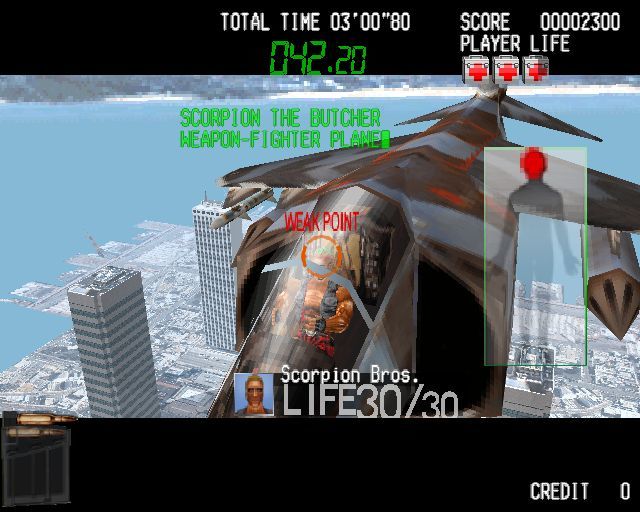 TOTAL TIME 03'00"80
SCORE 00002300
042.20
PLAYER LIFE
SCORPION THE BUTCHER
WEAPON-FIGHTER PLANE
WEAK POINT
Scorpion Bros.
LIFE30/30
CREDIT 0